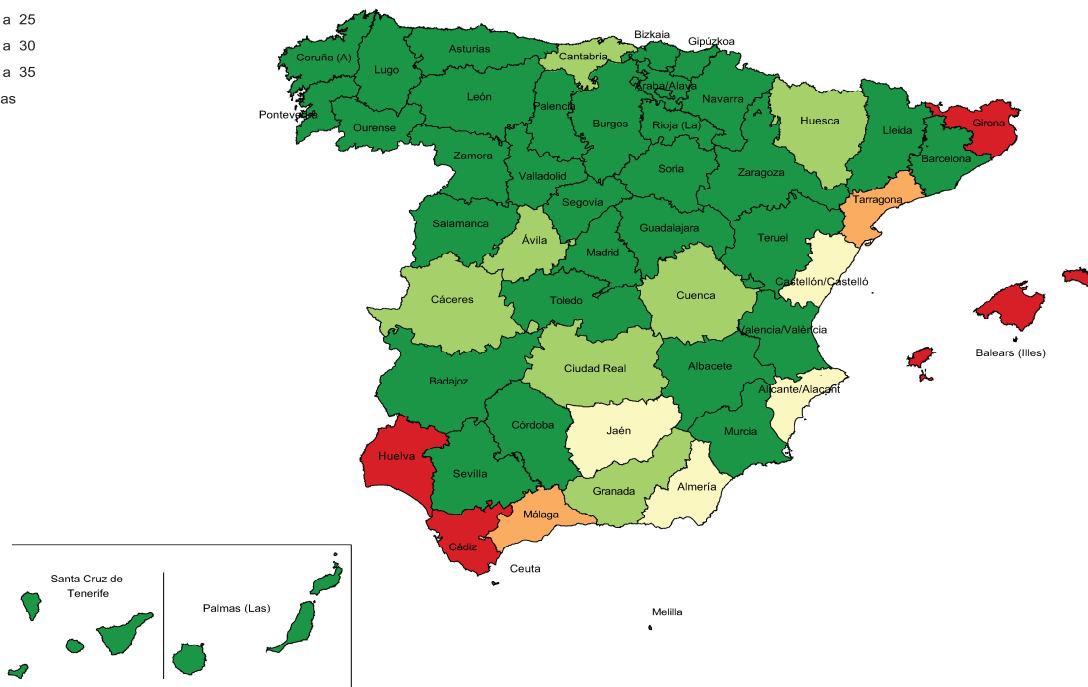 a 25
a 30
a 35
as
Bizkaia
Gipúzkoa
Asturias
Cantabria
Coruña (A)
Lugo
Araba/Alava
León
Navarra
Palencia
Pontevedra
Huesca
Girona
Burgos
Rioja (La)
Ourense
Lleida
Zamora
Barcelona
Soria
Zaragoza
Valladolid
Tarragona
Segovia
Salamanca
Guadalajara
Teruel
Ávila
Madrid
Castellón/Castelló
Cáceres
Toledo
Cuenca
Valencia/València
Balears (Illes)
Ciudad Real
Albacete
Badajoz
Alicante/Alacant
Córdoba
Jaén
Murcia
Huelva
Sevilla
Almería
Granada
Málaga
Cádiz
Ceuta
Santa Cruz de
Tenerife
Palmas (Las)
Melilla